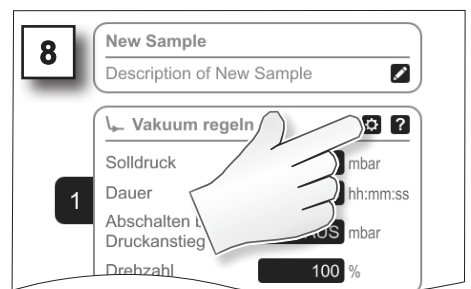 8
New Sample
Description of New Sample
Vakuum regeln
?
Solldruck mbar
1
Dauer hh:mm:ss
Abschalten
Druckanstieg AUS mbar
Drehzahl 100 %